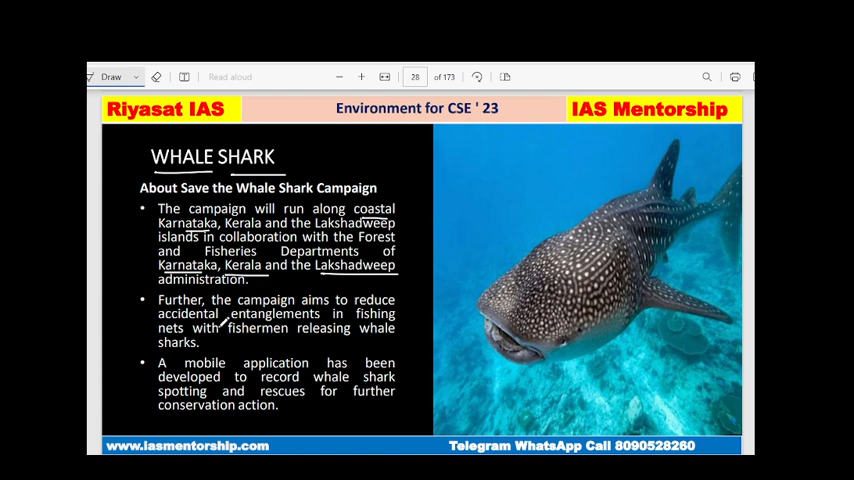 Draw
Read aloud
28
of 173
Riyasat IAS
Environment for CSE ' 23
IAS Mentorship
WHALE SHARK
About Save the Whale Shark Campaign
• The campaign will run along coastal
Karnataka, Kerala and the Lakshadweep
islands in collaboration with the Forest
and Fisheries Departments of
Karnataka, Kerala and the Lakshadweep
administration.
• Further, the campaign aims to reduce
accidental entanglements in fishing
nets with fishermen releasing whale
sharks.
• A mobile application has been
developed to record whale shark
spotting and rescues for further
conservation action.
www.iasmentorship.com
Telegram WhatsApp Call 8090528260